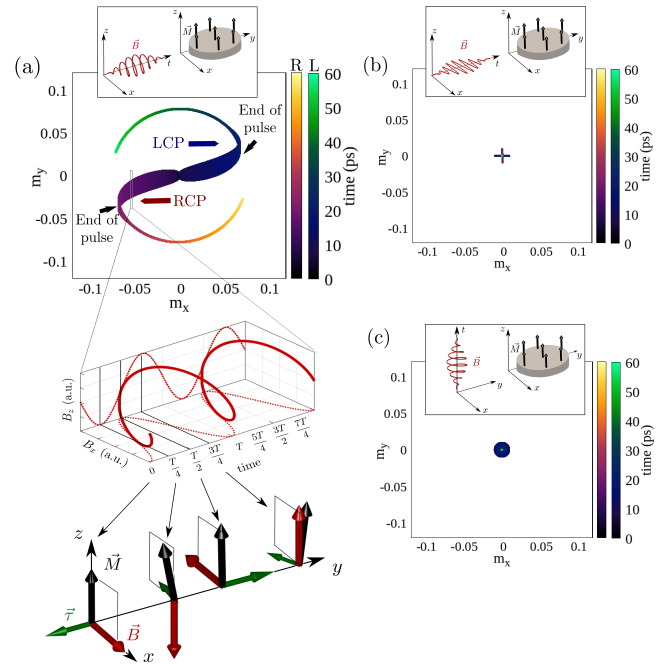 (a)
z
B⃗
t
x
z
M⃗
y
x
R L
0.1
0.05
0
-0.05
-0.1
m_y
End of
pulse
LCP
RCP
End of
pulse
-0.1 -0.05 0 0.05 0.1
m_x
60
50
40
30
20
10
0
time (ps)
(b)
z
B⃗
t
x
z
M⃗
y
x
0.1
0.05
0
-0.05
-0.1
m_y
-0.1 -0.05 0 0.05 0.1
m_x
60
50
40
30
20
10
0
time (ps)
(c)
t
B⃗
y
x
z
M⃗
y
x
0.1
0.05
0
-0.05
-0.1
m_y
-0.1 -0.05 0 0.05 0.1
m_x
60
50
40
30
20
10
0
time (ps)
B_z (a.u.)
B_x (a.u.)
0 T/4 T/2 3T/4 T 5T/4 3T/2 7T/4
time
z
M⃗
τ⃗
B⃗
x
y